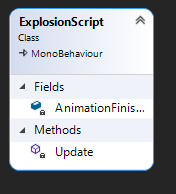 ExplosionScript
Class
MonoBehaviour
Fields
AnimationFinis...
Methods
Update